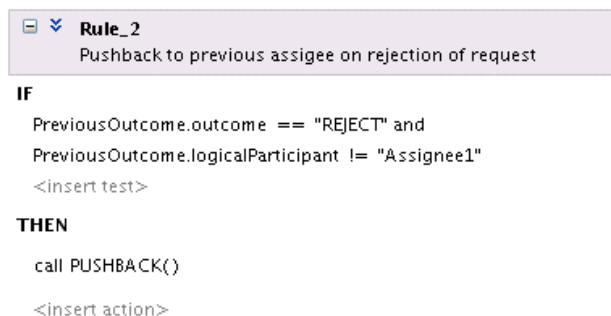 Rule_2
Pushback to previous assigee on rejection of request
IF
PreviousOutcome.outcome == "REJECT" and
PreviousOutcome.logicalParticipant != "Assignee1"
<insert test>
THEN
call PUSHBACK()
<insert action>